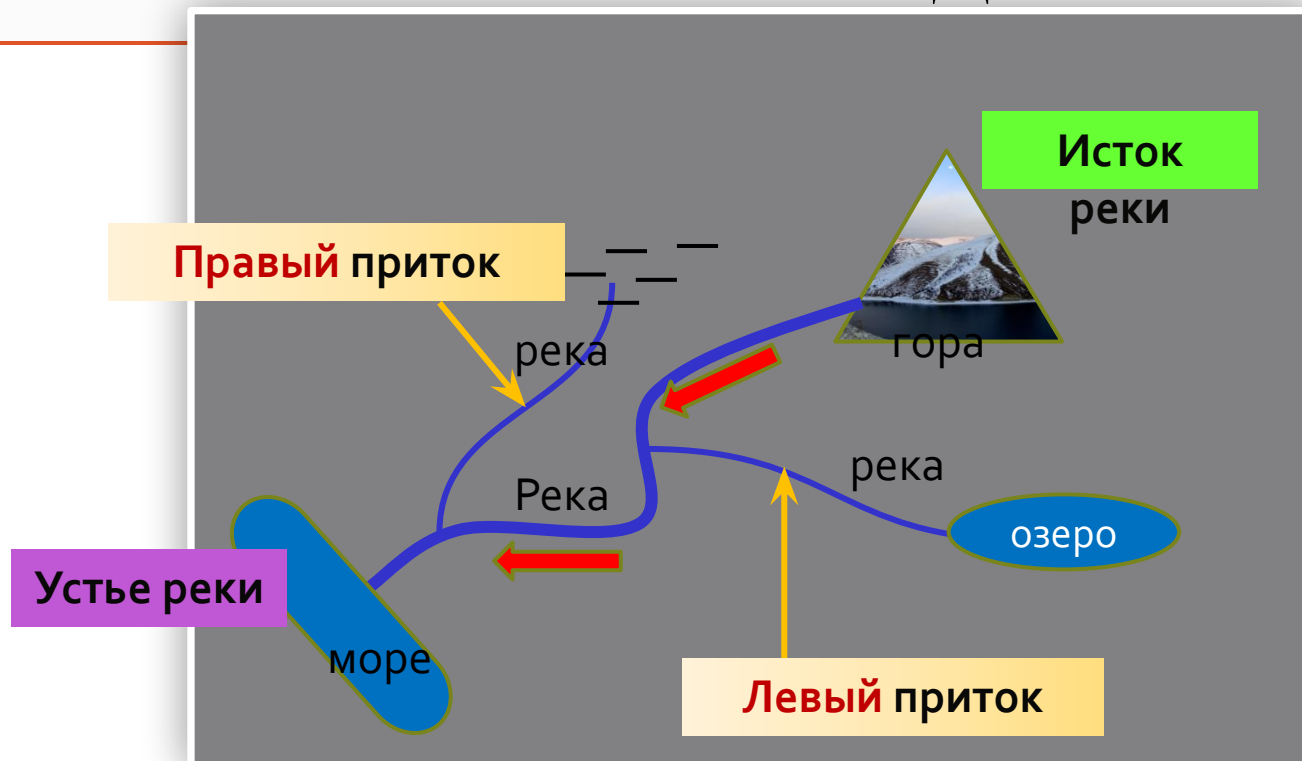 Исток
реки
Правый приток
река
гора
река
Река
озеро
Устье реки
море
Левый приток